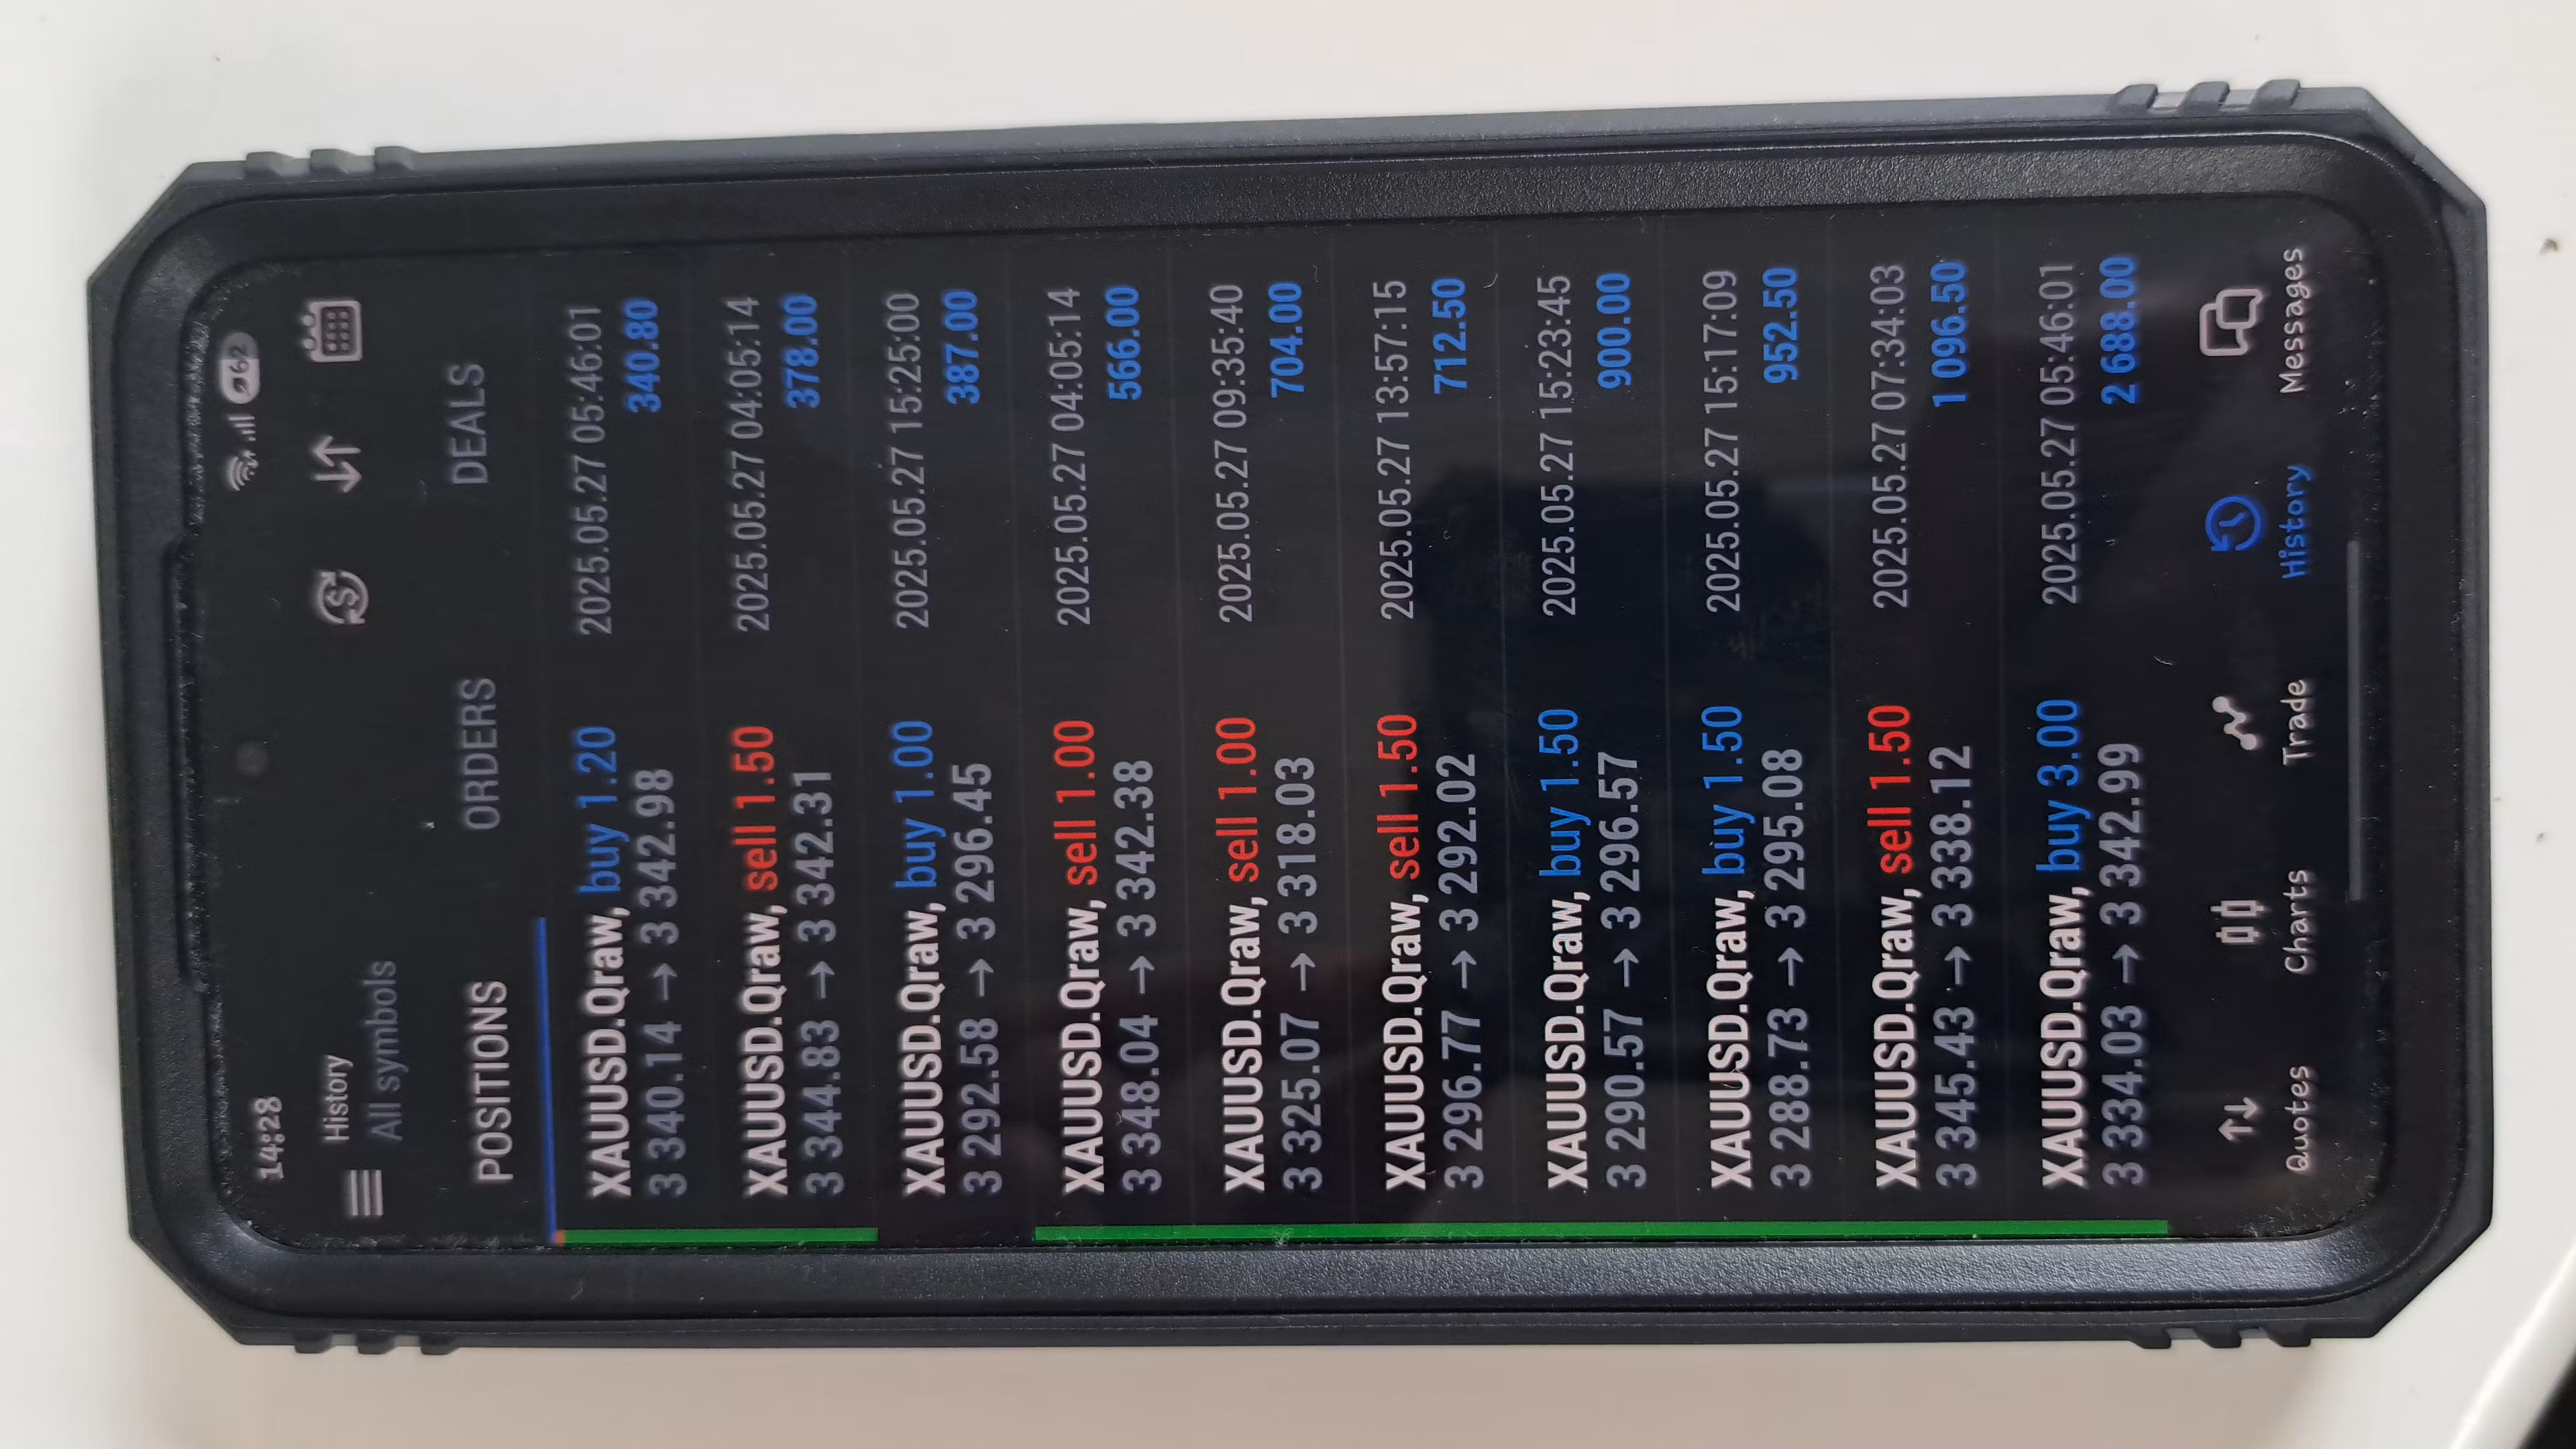 14:28
62
History
All symbols
POSITIONS ORDERS DEALS
XAUUSD.Qraw, buy 1.20 2025.05.27 05:46:01
3 340.14 → 3 342.98 340.80
XAUUSD.Qraw, sell 1.50 2025.05.27 04:05:14
3 344.83 → 3 342.31 378.00
XAUUSD.Qraw, buy 1.00 2025.05.27 15:25:00
3 292.58 → 3 296.45 387.00
XAUUSD.Qraw, sell 1.00 2025.05.27 04:05:14
3 348.04 → 3 342.38 566.00
XAUUSD.Qraw, sell 1.00 2025.05.27 09:35:40
3 325.07 → 3 318.03 704.00
XAUUSD.Qraw, sell 1.50 2025.05.27 13:57:15
3 296.77 → 3 292.02 712.50
XAUUSD.Qraw, buy 1.50 2025.05.27 15:23:45
3 290.57 → 3 296.57 900.00
XAUUSD.Qraw, buy 1.50 2025.05.27 15:17:09
3 288.73 → 3 295.08 952.50
XAUUSD.Qraw, sell 1.50 2025.05.27 07:34:03
3 345.43 → 3 338.12 1 096.50
XAUUSD.Qraw, buy 3.00 2025.05.27 05:46:01
3 334.03 → 3 342.99 2 688.00
Quotes Charts Trade History Messages